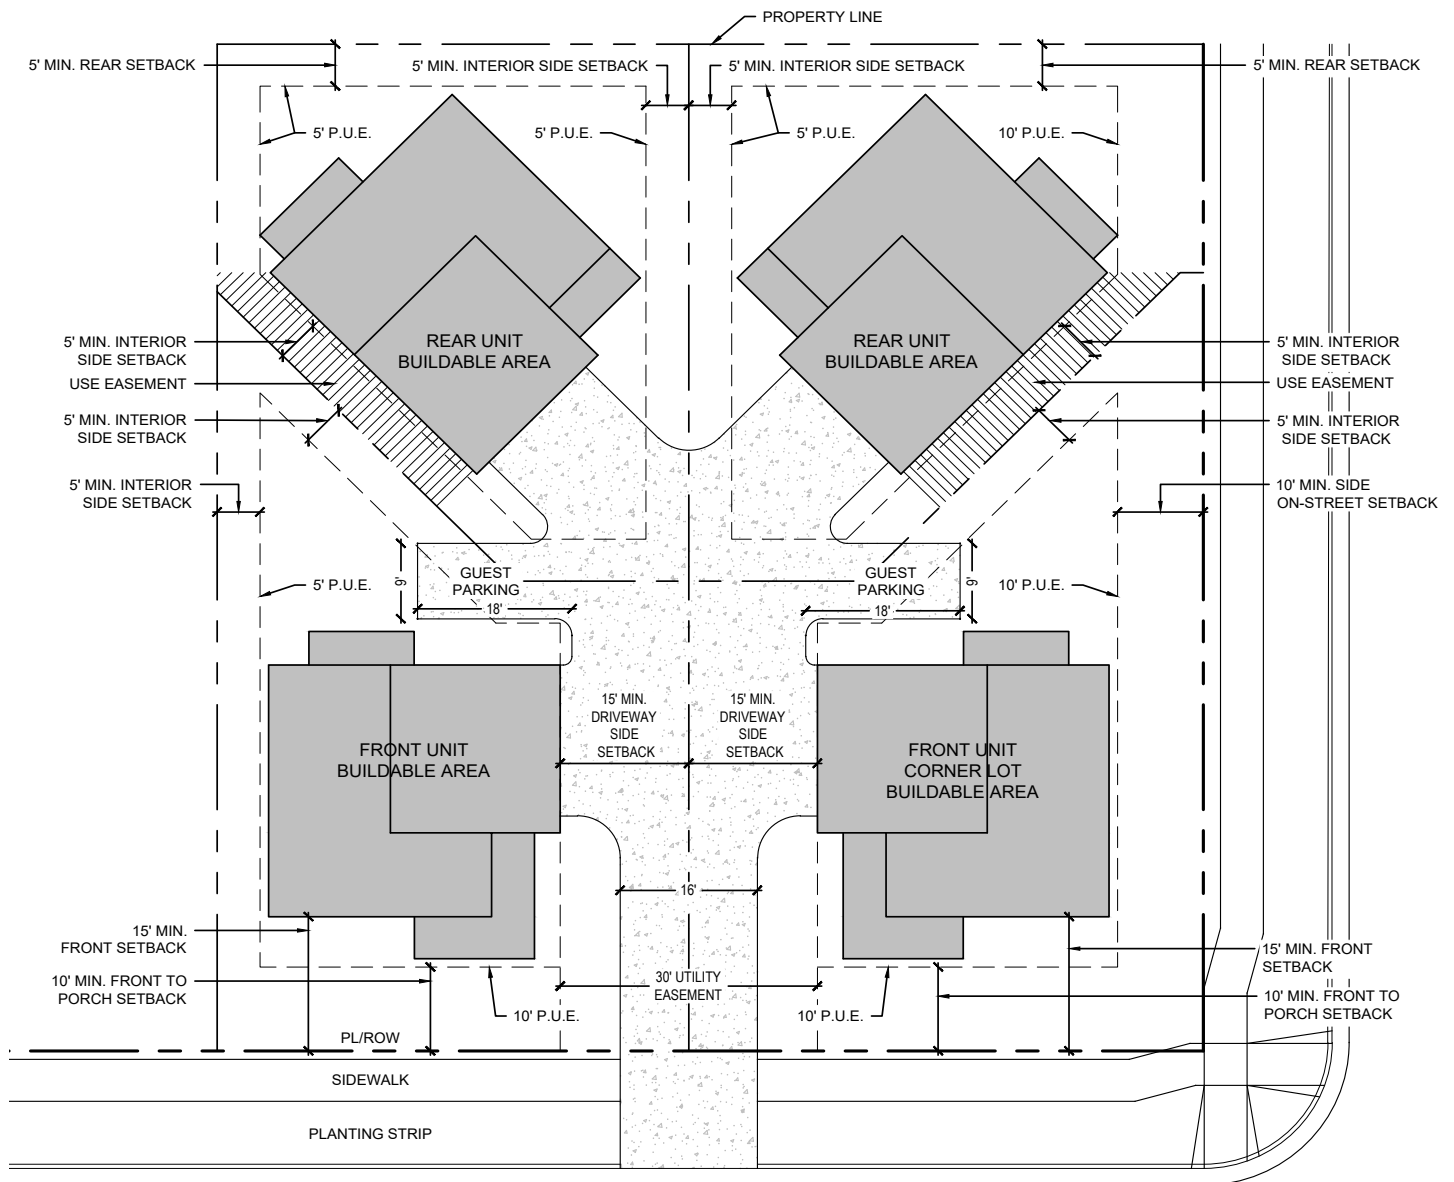 PROPERTY LINE
5' MIN. REAR SETBACK
5' MIN. INTERIOR SIDE SETBACK
5' MIN. INTERIOR SIDE SETBACK
5' MIN. REAR SETBACK
5' P.U.E.
5' P.U.E.
5' P.U.E.
10' P.U.E.
REAR UNIT
BUILDABLE AREA
REAR UNIT
BUILDABLE AREA
5' MIN. INTERIOR
SIDE SETBACK
USE EASEMENT
5' MIN. INTERIOR
SIDE SETBACK
5' MIN. INTERIOR
SIDE SETBACK
5' MIN. INTERIOR
SIDE SETBACK
USE EASEMENT
5' MIN. INTERIOR
SIDE SETBACK
10' MIN. SIDE
ON-STREET SETBACK
5' P.U.E.
9'
GUEST
PARKING
18'
GUEST
PARKING
18'
9'
10' P.U.E.
15' MIN.
DRIVEWAY
SIDE
SETBACK
15' MIN.
DRIVEWAY
SIDE
SETBACK
FRONT UNIT
BUILDABLE AREA
FRONT UNIT
CORNER LOT
BUILDABLE AREA
16'
15' MIN.
FRONT SETBACK
10' MIN. FRONT TO
PORCH SETBACK
10' P.U.E.
30' UTILITY
EASEMENT
10' P.U.E.
15' MIN. FRONT
SETBACK
10' MIN. FRONT TO
PORCH SETBACK
PL/ROW
SIDEWALK
PLANTING STRIP